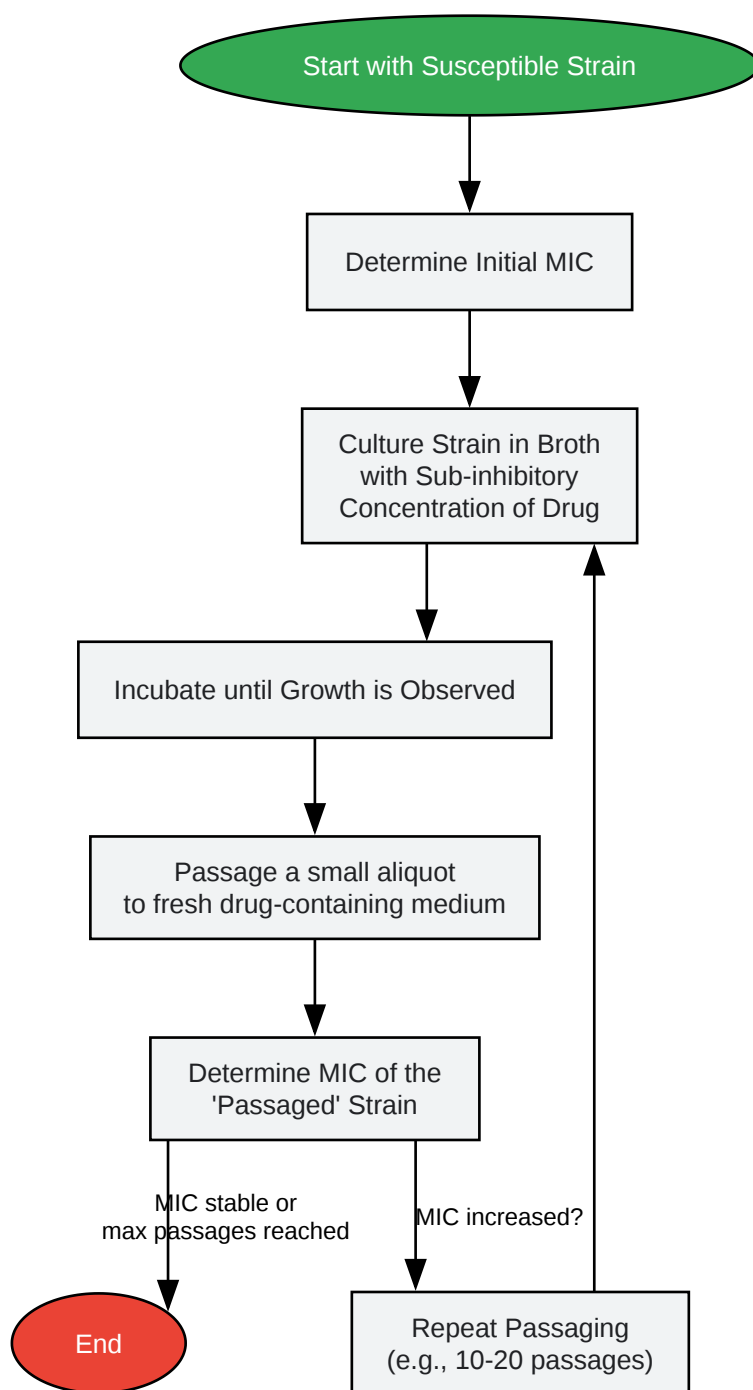 Start with Susceptible Strain
Determine Initial MIC
Culture Strain in Broth
with Sub-inhibitory
Concentration of Drug
Incubate until Growth is Observed
Passage a small aliquot
to fresh drug-containing medium
Determine MIC of the
'Passaged' Strain
MIC stable or
max passages reached
MIC increased?
End
Repeat Passaging
(e.g., 10-20 passages)